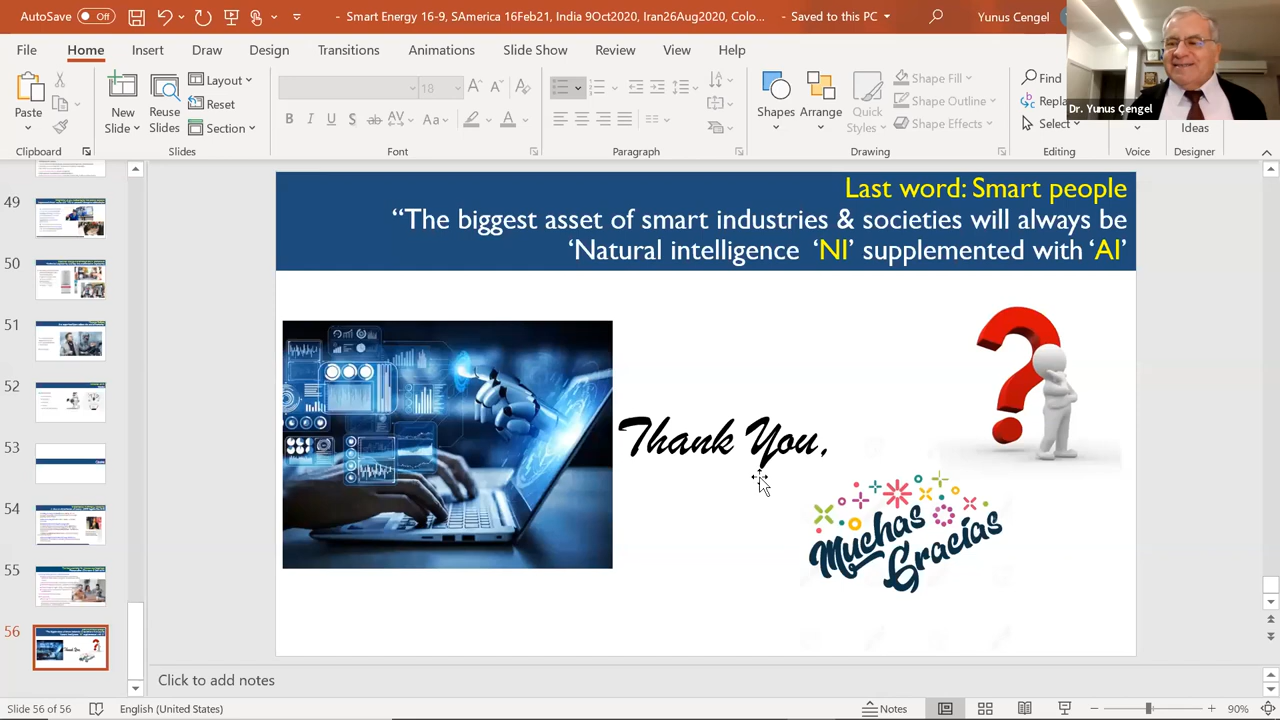 AutoSave Off
Smart Energy 16-9, SAmerica 16Feb21, India 9Oct2020, Iran26Aug2020, Colo... - Saved to this PC
Yunus Cengel
File Home Insert Draw Design Transitions Animations Slide Show Review View Help
Paste
New Slide
Reuse Slides
Layout
Reset
Section
B
AV
Aa
A
Shapes
Arrange
Quick Styles
Shape Fill
Shape Outline
Shape Effects
Find
Repla
Select
Dr. Yunus Çengel
Ideas
Clipboard Slides Font Paragraph Drawing Editing Voice Designer
49
50
51
52
53
54
55
Last word: Smart people
“The biggest asset of smart industries & societies will always be
‘Natural intelligence ‘NI’ supplemented with ‘AI’
Thank You,
Muchas
Gracias
Click to add notes
Slide 56 of 56
English (United States)
Notes
90%